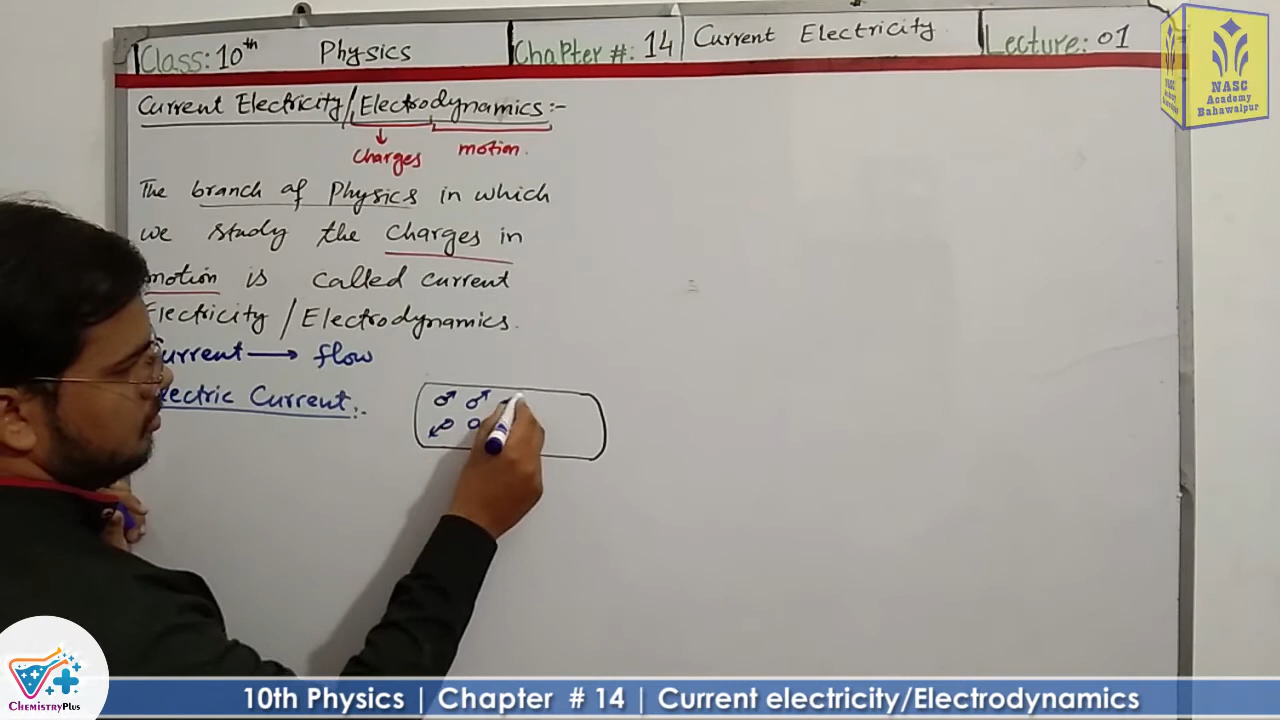 Class: 10th Physics Chapter #: 14 Current Electricity Lecture: 01
NASC
Academy
Bahawalpur
Current Electricity/Electrodynamics:-
charges motion.
The branch of Physics in which
we study the charges in
motion is called current
Electricity / Electrodynamics.
Current → flow
Electric Current:-
ChemistryPlus
10th Physics | Chapter # 14 | Current electricity/Electrodynamics